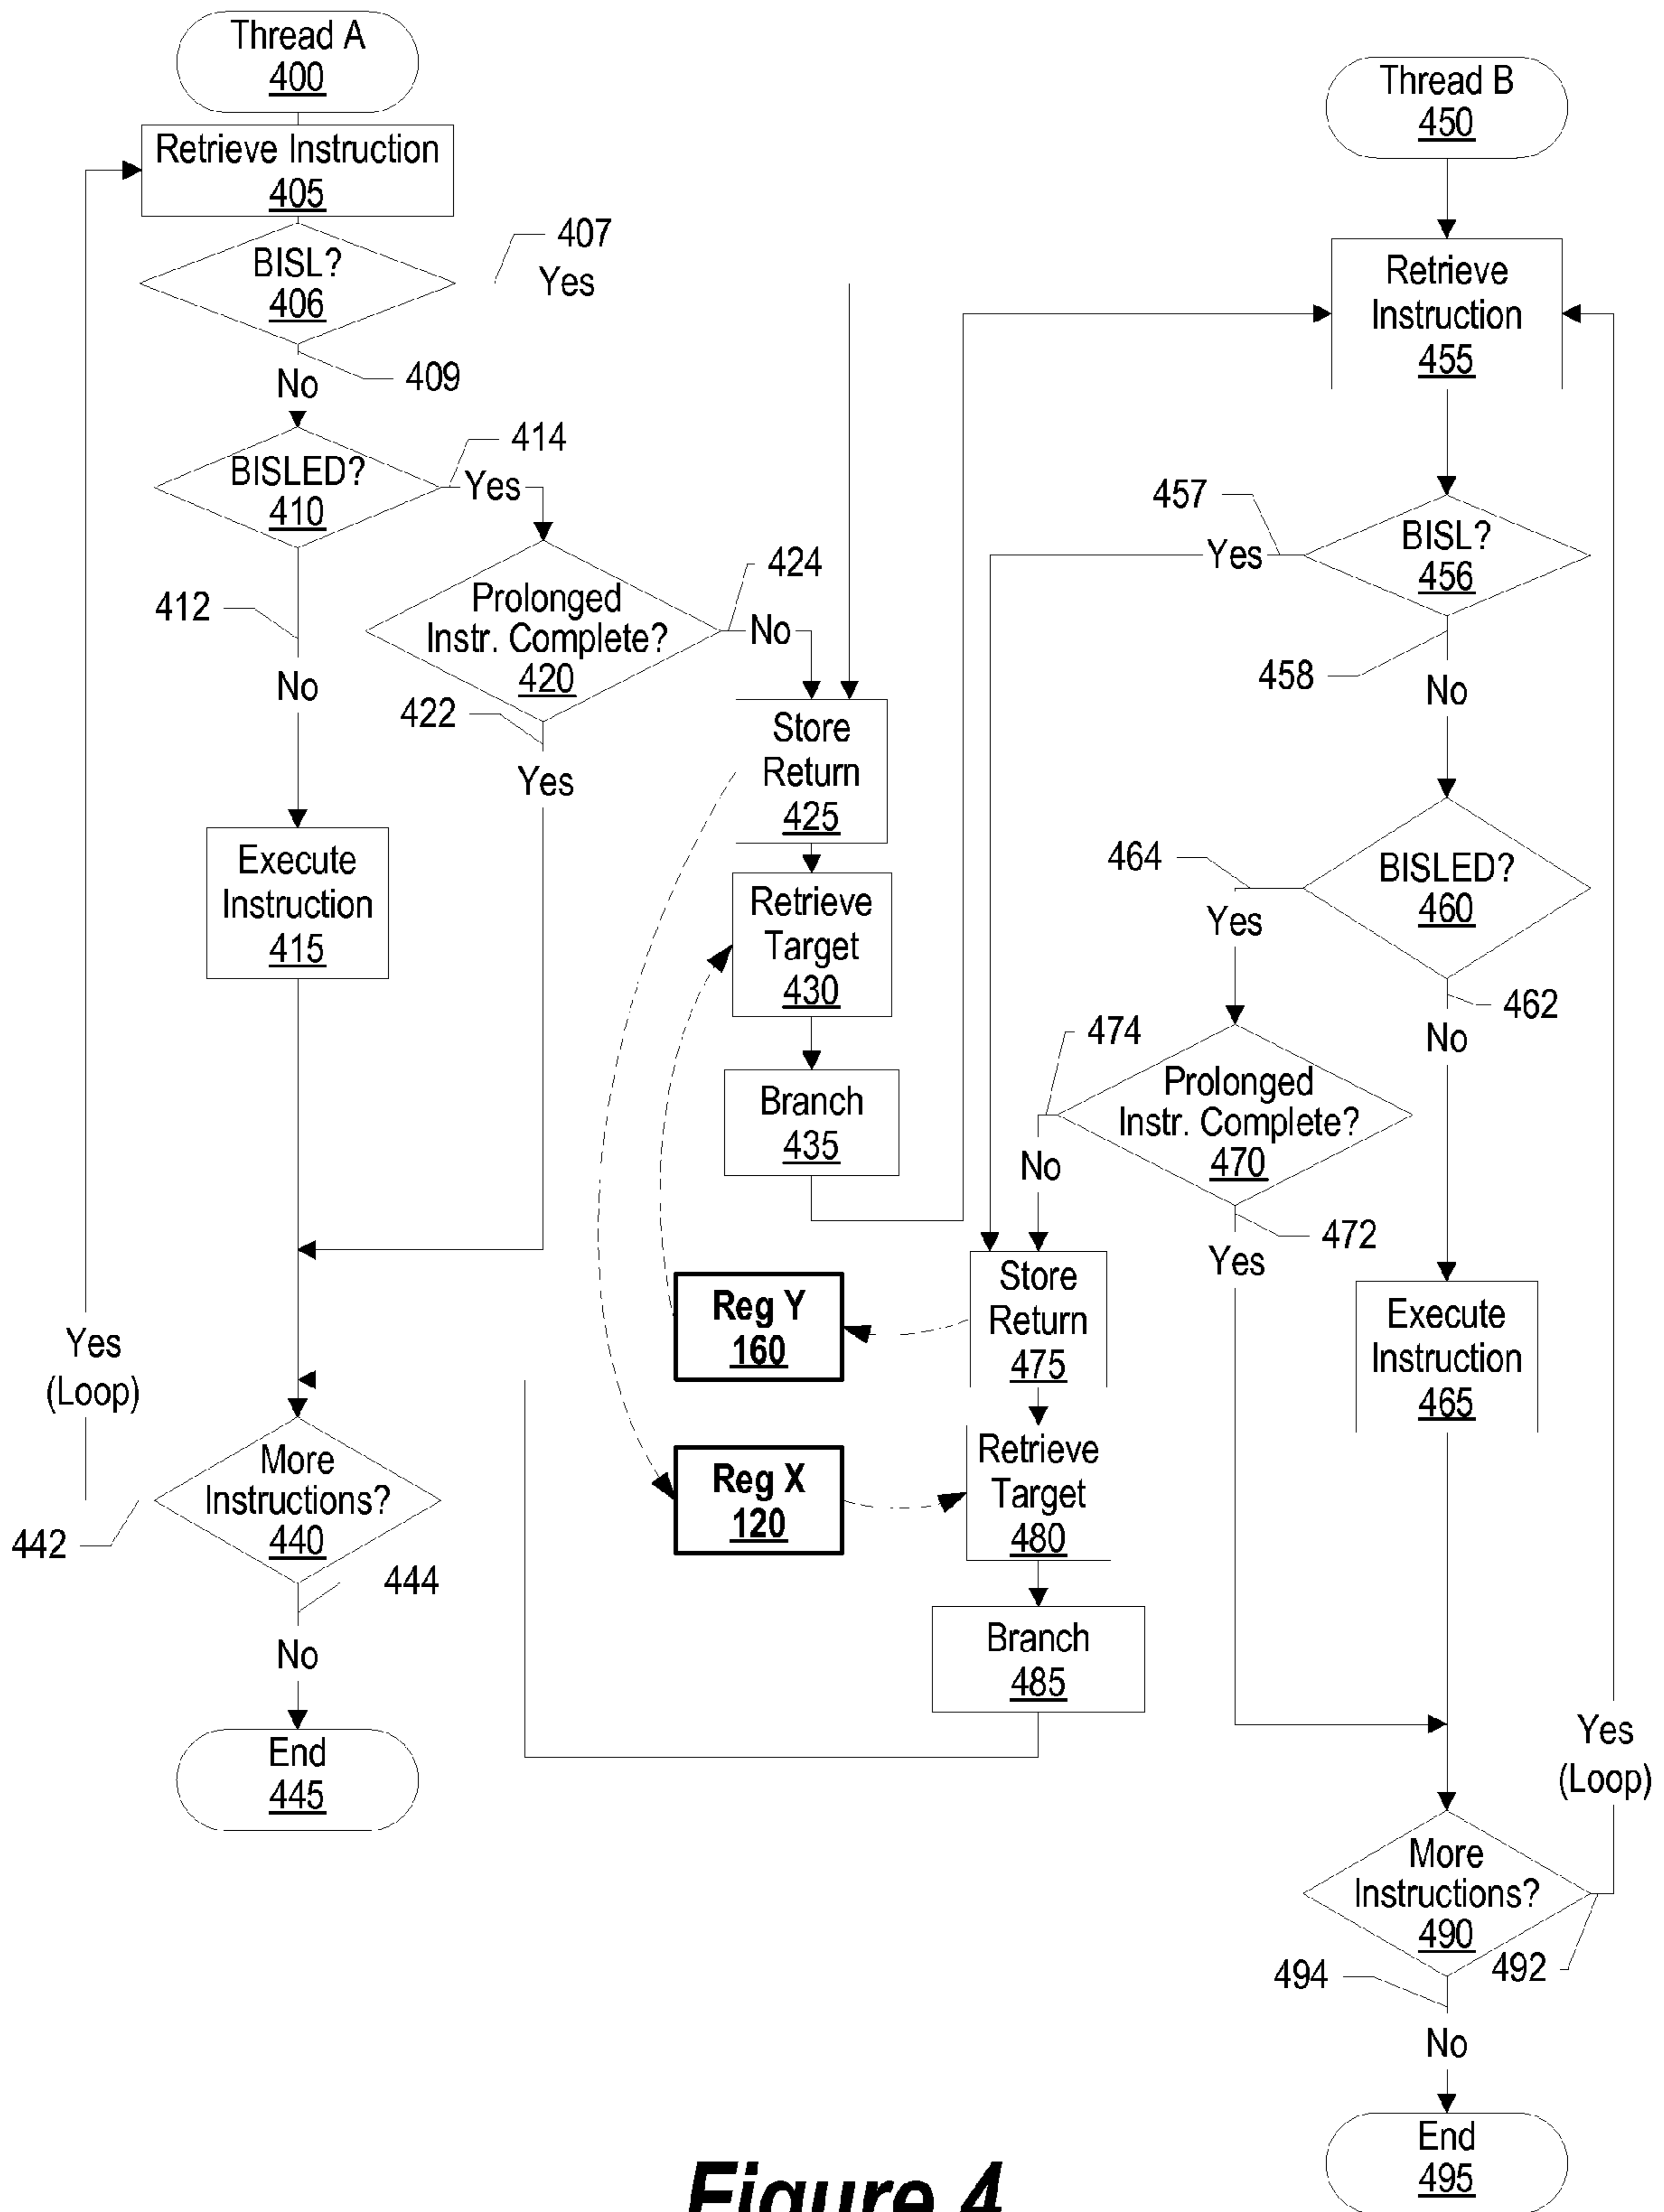 Thread A
400
Retrieve Instruction
405
BISL?
406
407
Yes
409
No
BISLED?
410
414
Yes
412
No
Prolonged
Instr. Complete?
420
424
No
422
Yes
Execute
Instruction
415
Store
Return
425
Retrieve
Target
430
Branch
435
Yes
(Loop)
More
Instructions?
440
442
444
No
End
445
Reg Y
160
Reg X
120
Thread B
450
Retrieve
Instruction
455
BISL?
456
457
Yes
458
No
BISLED?
460
464
Yes
462
No
Prolonged
Instr. Complete?
470
474
No
472
Yes
Store
Return
475
Retrieve
Target
480
Branch
485
Execute
Instruction
465
Yes
(Loop)
More
Instructions?
490
492
494
No
End
495
Figure 4